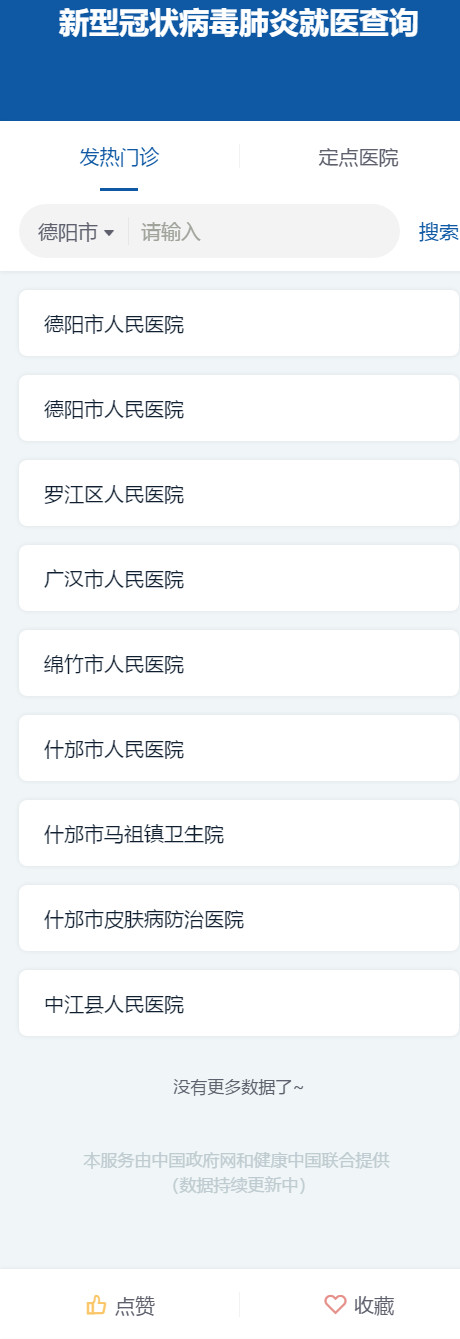 新型冠状病毒肺炎就医查询
发热门诊
定点医院
德阳市
请输入
搜索
德阳市人民医院
德阳市人民医院
罗江区人民医院
广汉市人民医院
绵竹市人民医院
什邡市人民医院
什邡市马祖镇卫生院
什邡市皮肤病防治医院
中江县人民医院
没有更多数据了~
本服务由中国政府网和健康中国联合提供
（数据持续更新中）
点赞
收藏